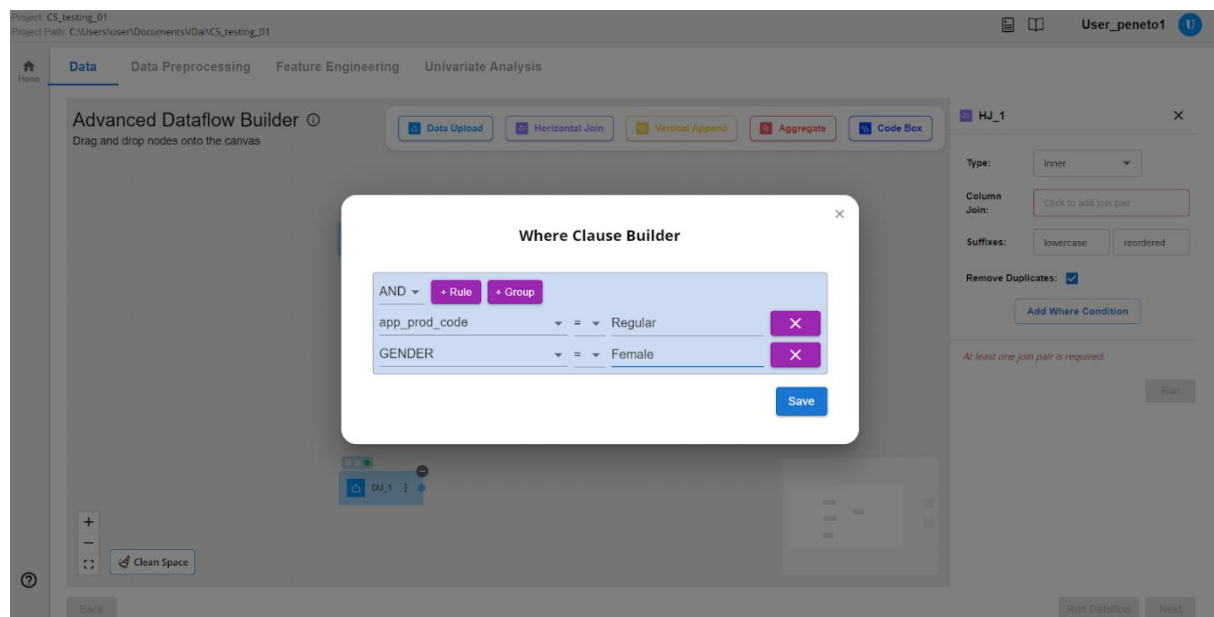 Project: CS_testing_01
Project Path: C:\Users\user\Documents\iDai\CS_testing_01
User_peneto1 U
Home
Data Data Preprocessing Feature Engineering Univariate Analysis
Advanced Dataflow Builder
Drag and drop nodes onto the canvas
Data Upload Horizontal Join Vertical Append Aggregate Code Box
HJ_1
Type: Inner
Column Join: Click to add join pair
Suffixes: lowercase reordered
Remove Duplicates:
Add Where Condition
At least one join pair is required.
Run
Where Clause Builder
AND + Rule + Group
app_prod_code = Regular
GENDER = Female
Save
DU_1
Clean Space
Back Run Dataflow Next